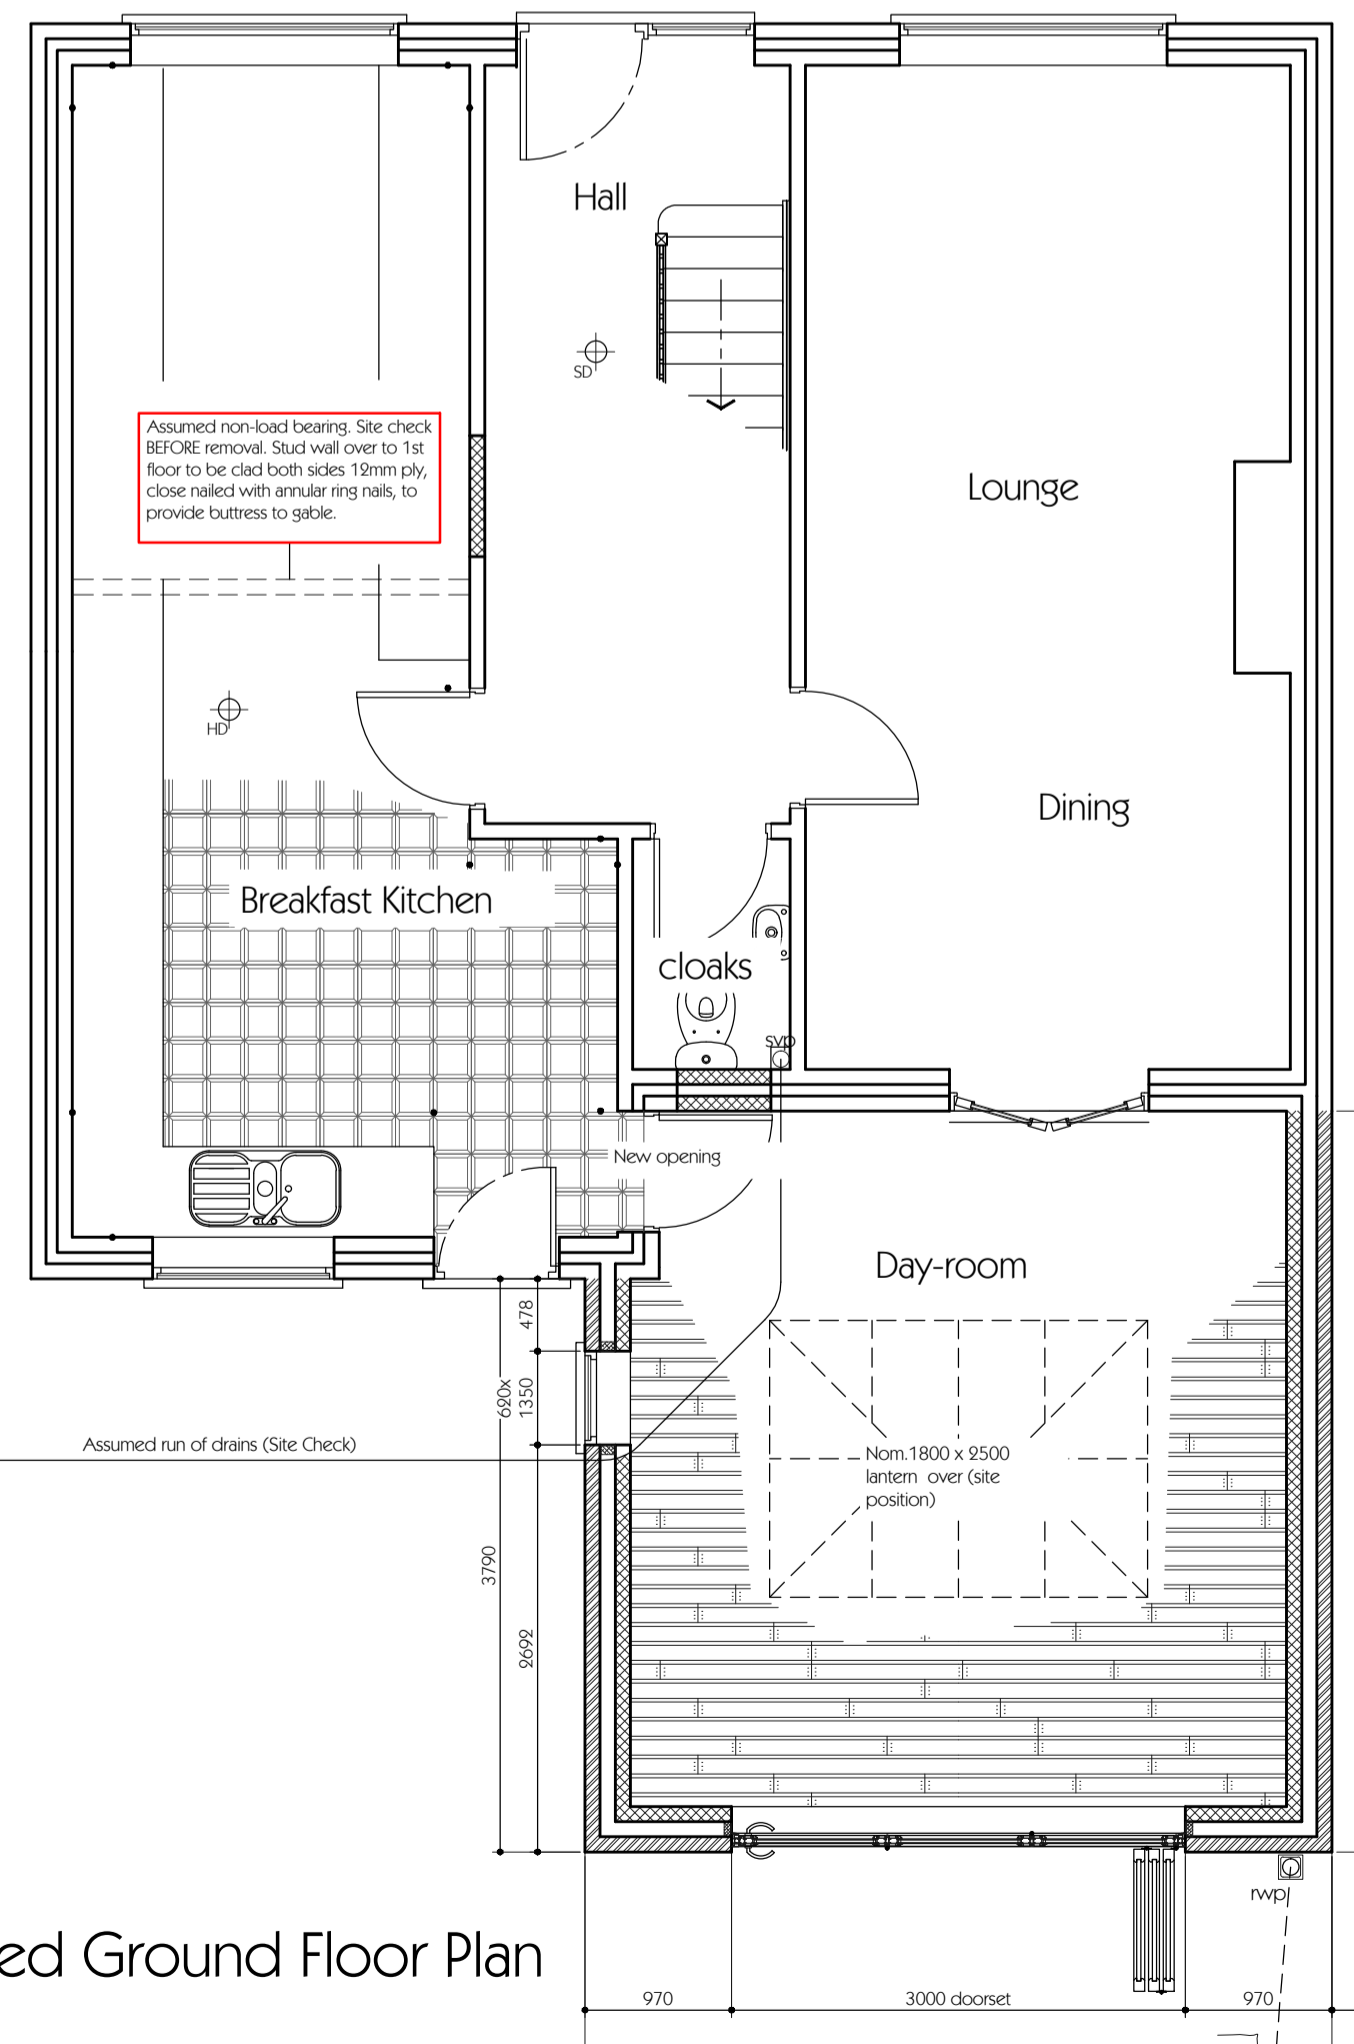 Hall
SD
Assumed non-load bearing. Site check
BEFORE removal. Stud wall over to 1st
floor to be clad both sides 12mm ply,
close nailed with annular ring nails, to
provide buttress to gable.
Lounge
HD
Dining
Breakfast Kitchen
cloaks
svp
New opening
Day-room
478
620x
1350
Assumed run of drains (Site Check)
Nom.1800 x 2500
lantern over (site
position)
3790
2692
rwp
ed Ground Floor Plan
970
3000 doorset
970